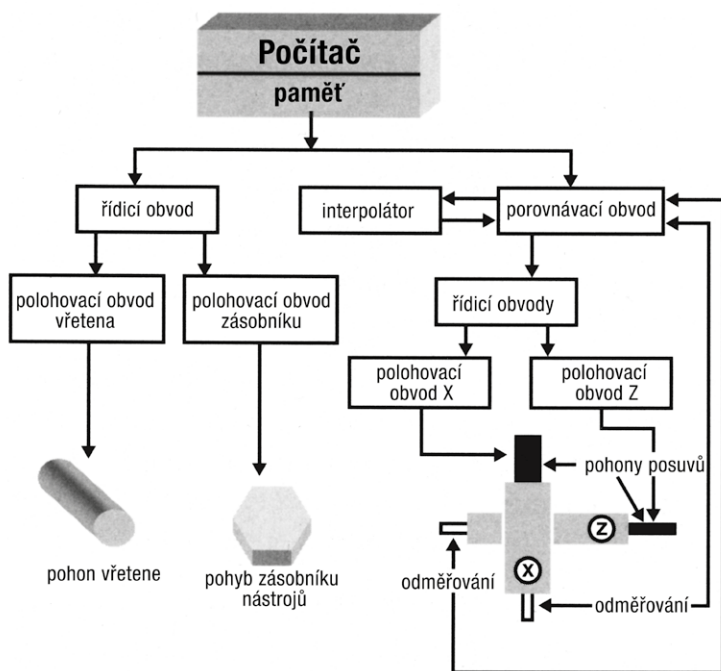 Počítač
paměť
řídicí obvod
interpolátor
porovnávací obvod
polohovací obvod
vřetena
polohovací obvod
zásobníku
řídicí obvody
polohovací
obvod X
polohovací
obvod Z
pohony posuvů
Z
X
pohon vřetene
pohyb zásobníku
nástrojů
odměřování
odměřování